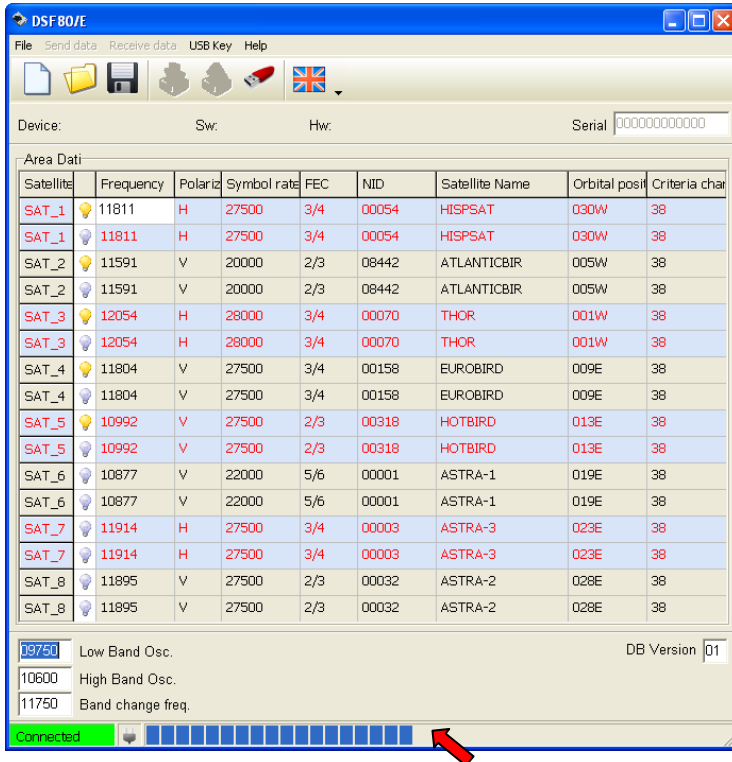 DSF80/E
File Send data Receive data USB Key Help
Device: Sw: Hw: Serial 000000000000
Area Dati
Satellite Frequency Polariz Symbol rate FEC NID Satellite Name Orbital posit Criteria char
SAT_1 11811 H 27500 3/4 00054 HISPSAT 030W 38
SAT_1 11811 H 27500 3/4 00054 HISPSAT 030W 38
SAT_2 11591 V 20000 2/3 08442 ATLANTICBIR 005W 38
SAT_2 11591 V 20000 2/3 08442 ATLANTICBIR 005W 38
SAT_3 12054 H 28000 3/4 00070 THOR 001W 38
SAT_3 12054 H 28000 3/4 00070 THOR 001W 38
SAT_4 11804 V 27500 3/4 00158 EUROBIRD 009E 38
SAT_4 11804 V 27500 3/4 00158 EUROBIRD 009E 38
SAT_5 10992 V 27500 2/3 00318 HOTBIRD 013E 38
SAT_5 10992 V 27500 2/3 00318 HOTBIRD 013E 38
SAT_6 10877 V 22000 5/6 00001 ASTRA-1 019E 38
SAT_6 10877 V 22000 5/6 00001 ASTRA-1 019E 38
SAT_7 11914 H 27500 3/4 00003 ASTRA-3 023E 38
SAT_7 11914 H 27500 3/4 00003 ASTRA-3 023E 38
SAT_8 11895 V 27500 2/3 00032 ASTRA-2 028E 38
SAT_8 11895 V 27500 2/3 00032 ASTRA-2 028E 38
09750 Low Band Osc. DB Version 01
10600 High Band Osc.
11750 Band change freq.
Connected